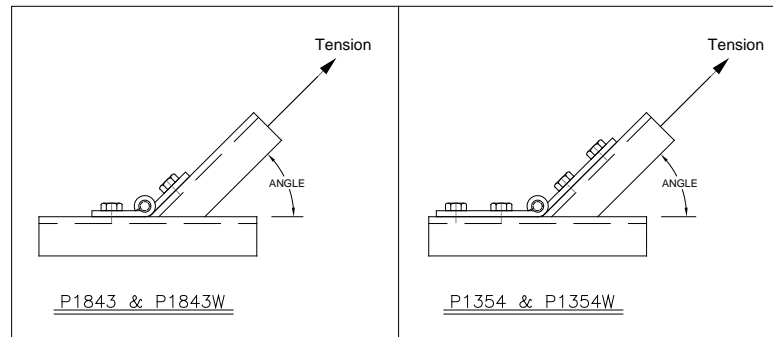 Tension
ANGLE
P1843 & P1843W
Tension
ANGLE
P1354 & P1354W